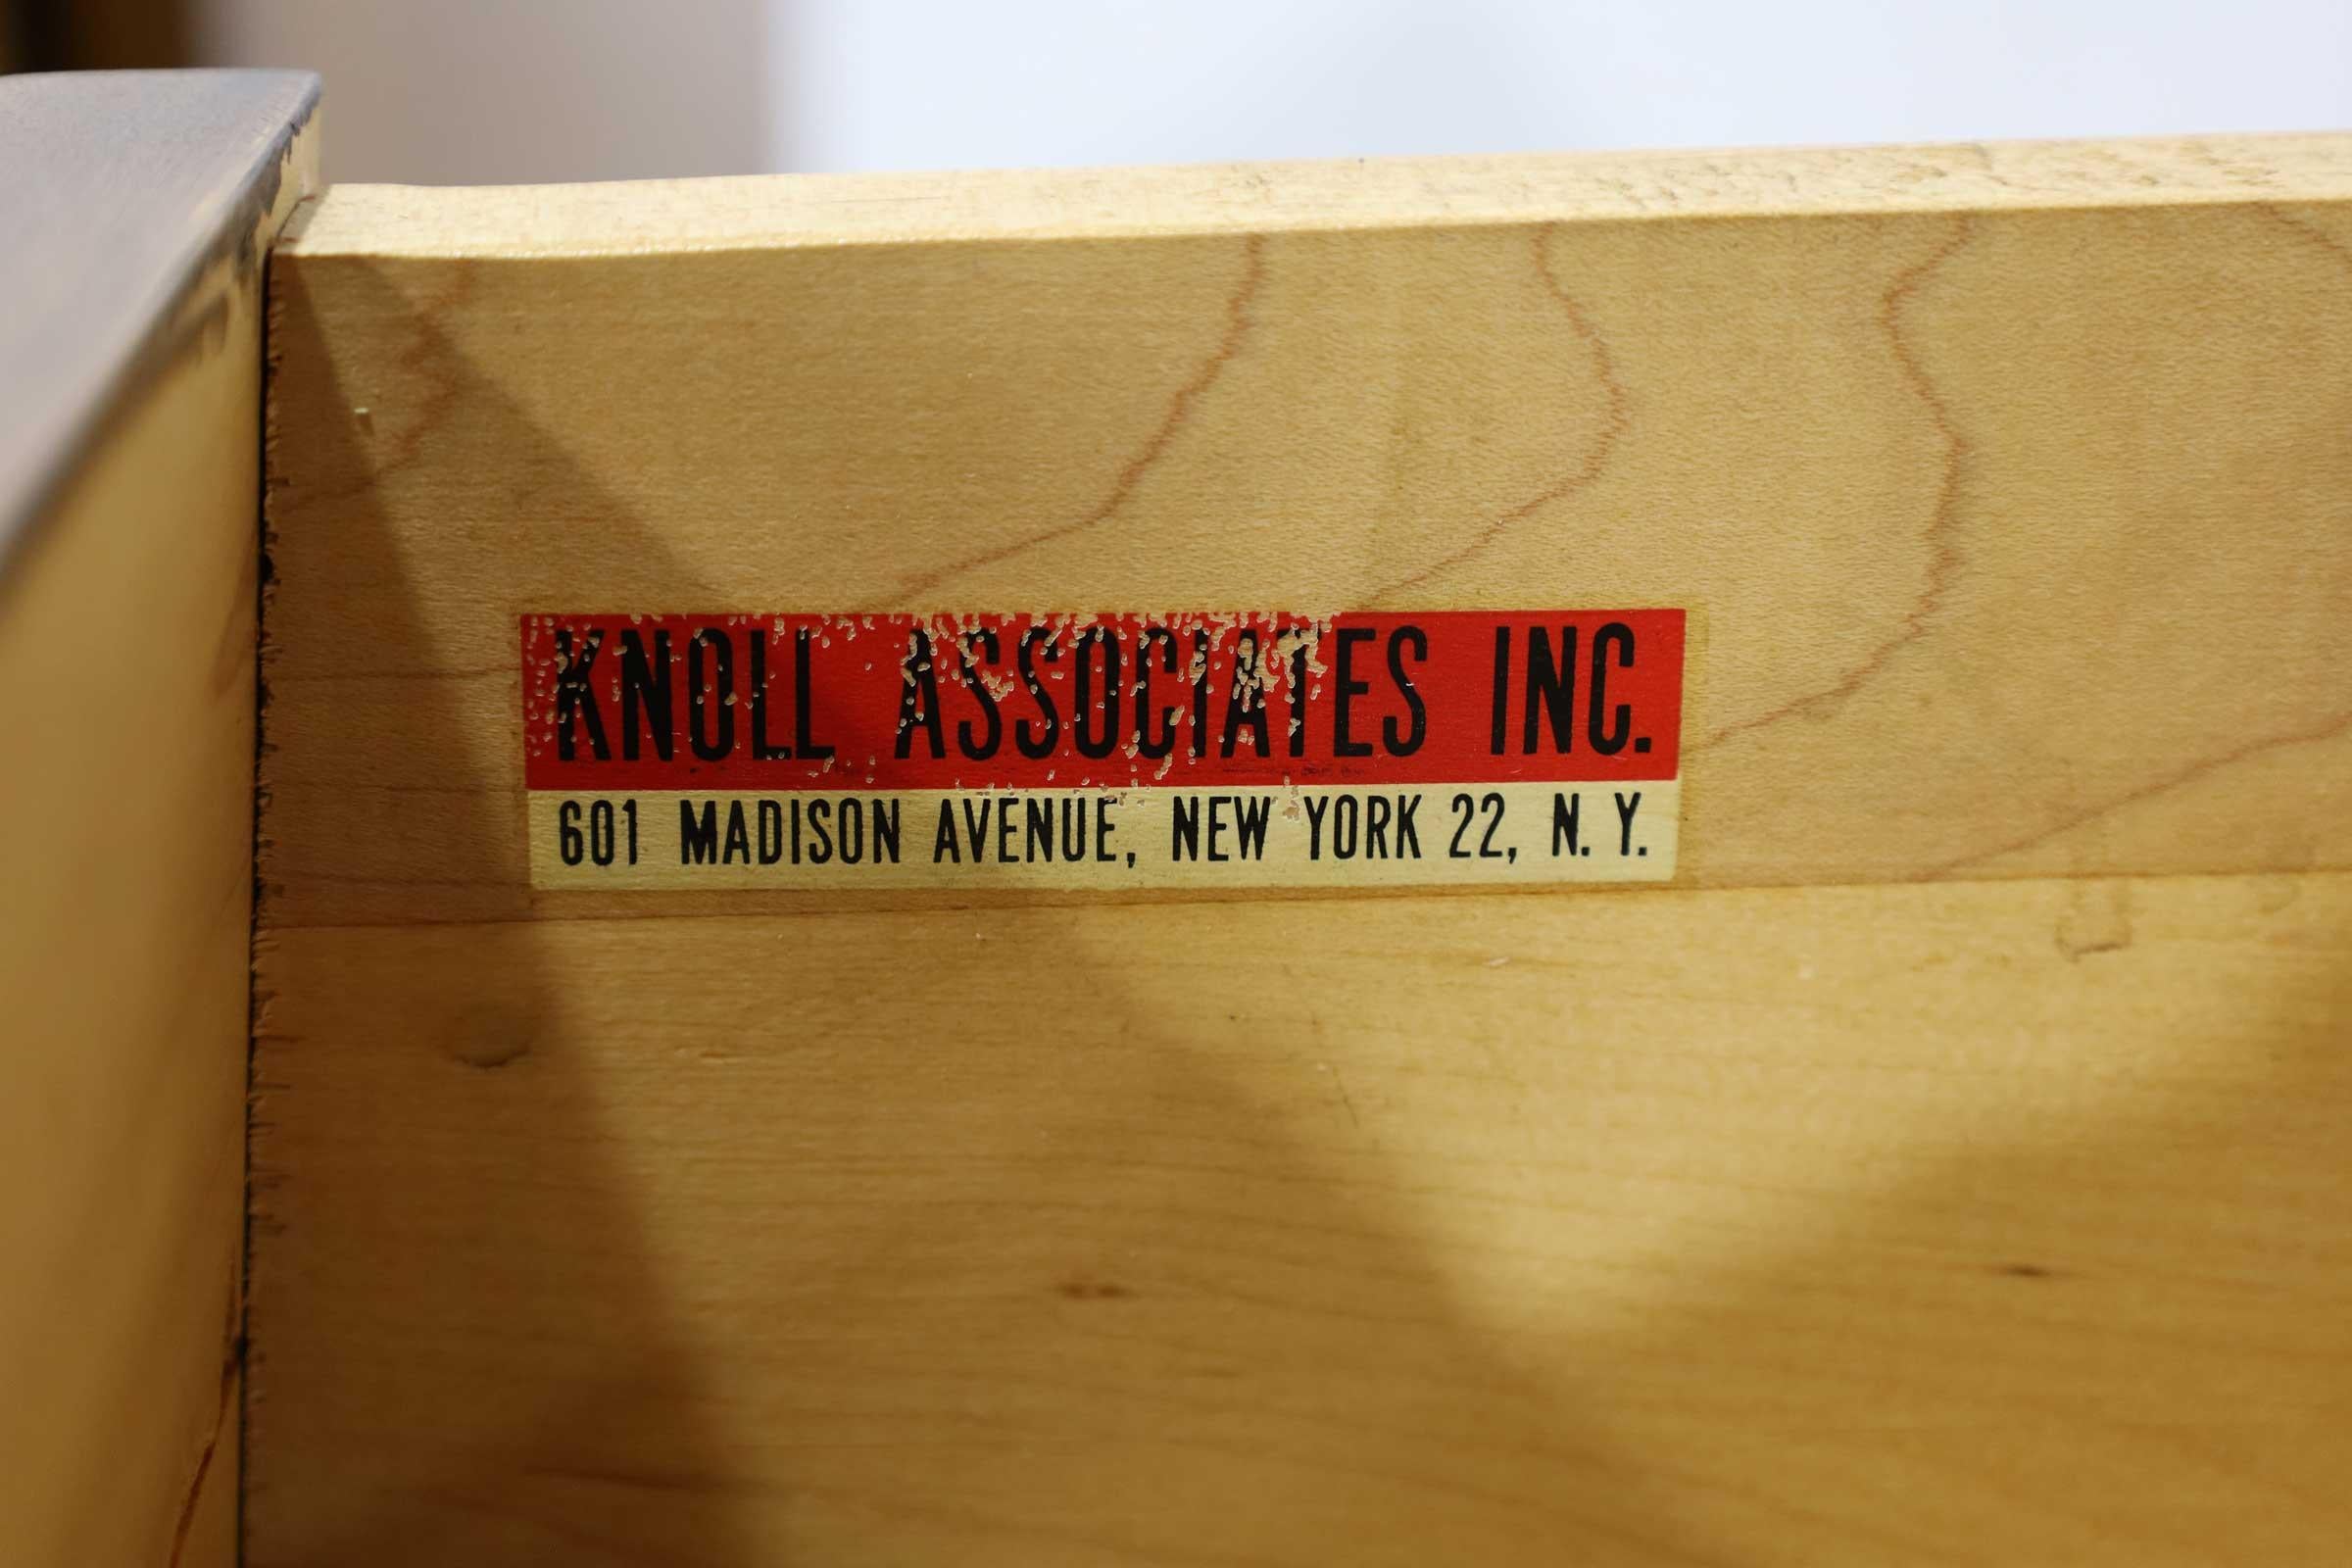 KNOLL ASSOCIATES INC.
601 MADISON AVENUE, NEW YORK 22, N. Y.